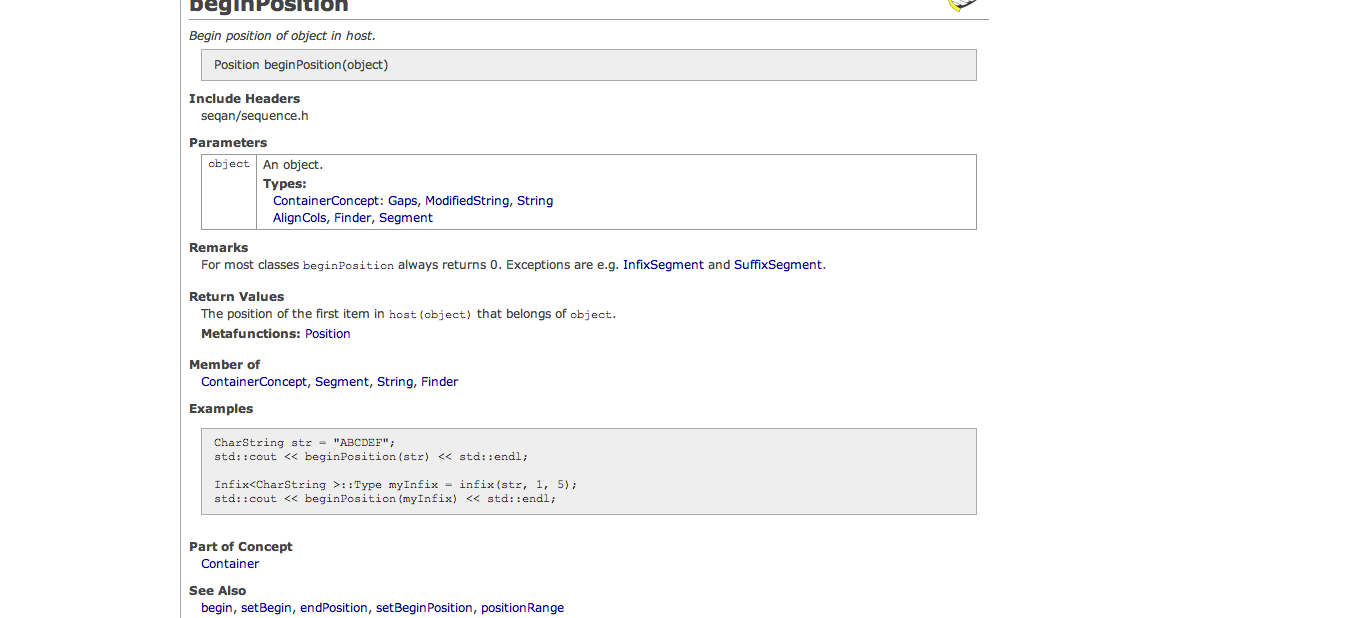 beginPosition
Begin position of object in host.
Position beginPosition(object)
Include Headers
seqan/sequence.h
Parameters
object An object.
Types:
ContainerConcept: Gaps, ModifiedString, String
AlignCols, Finder, Segment
Remarks
For most classes beginPosition always returns 0. Exceptions are e.g. InfixSegment and SuffixSegment.
Return Values
The position of the first item in host(object) that belongs of object.
Metafunctions: Position
Member of
ContainerConcept, Segment, String, Finder
Examples
CharString str = "ABCDEF";
std::cout << beginPosition(str) << std::endl;
Infix<CharString >::Type myInfix = infix(str, 1, 5);
std::cout << beginPosition(myInfix) << std::endl;
Part of Concept
Container
See Also
begin, setBegin, endPosition, setBeginPosition, positionRange